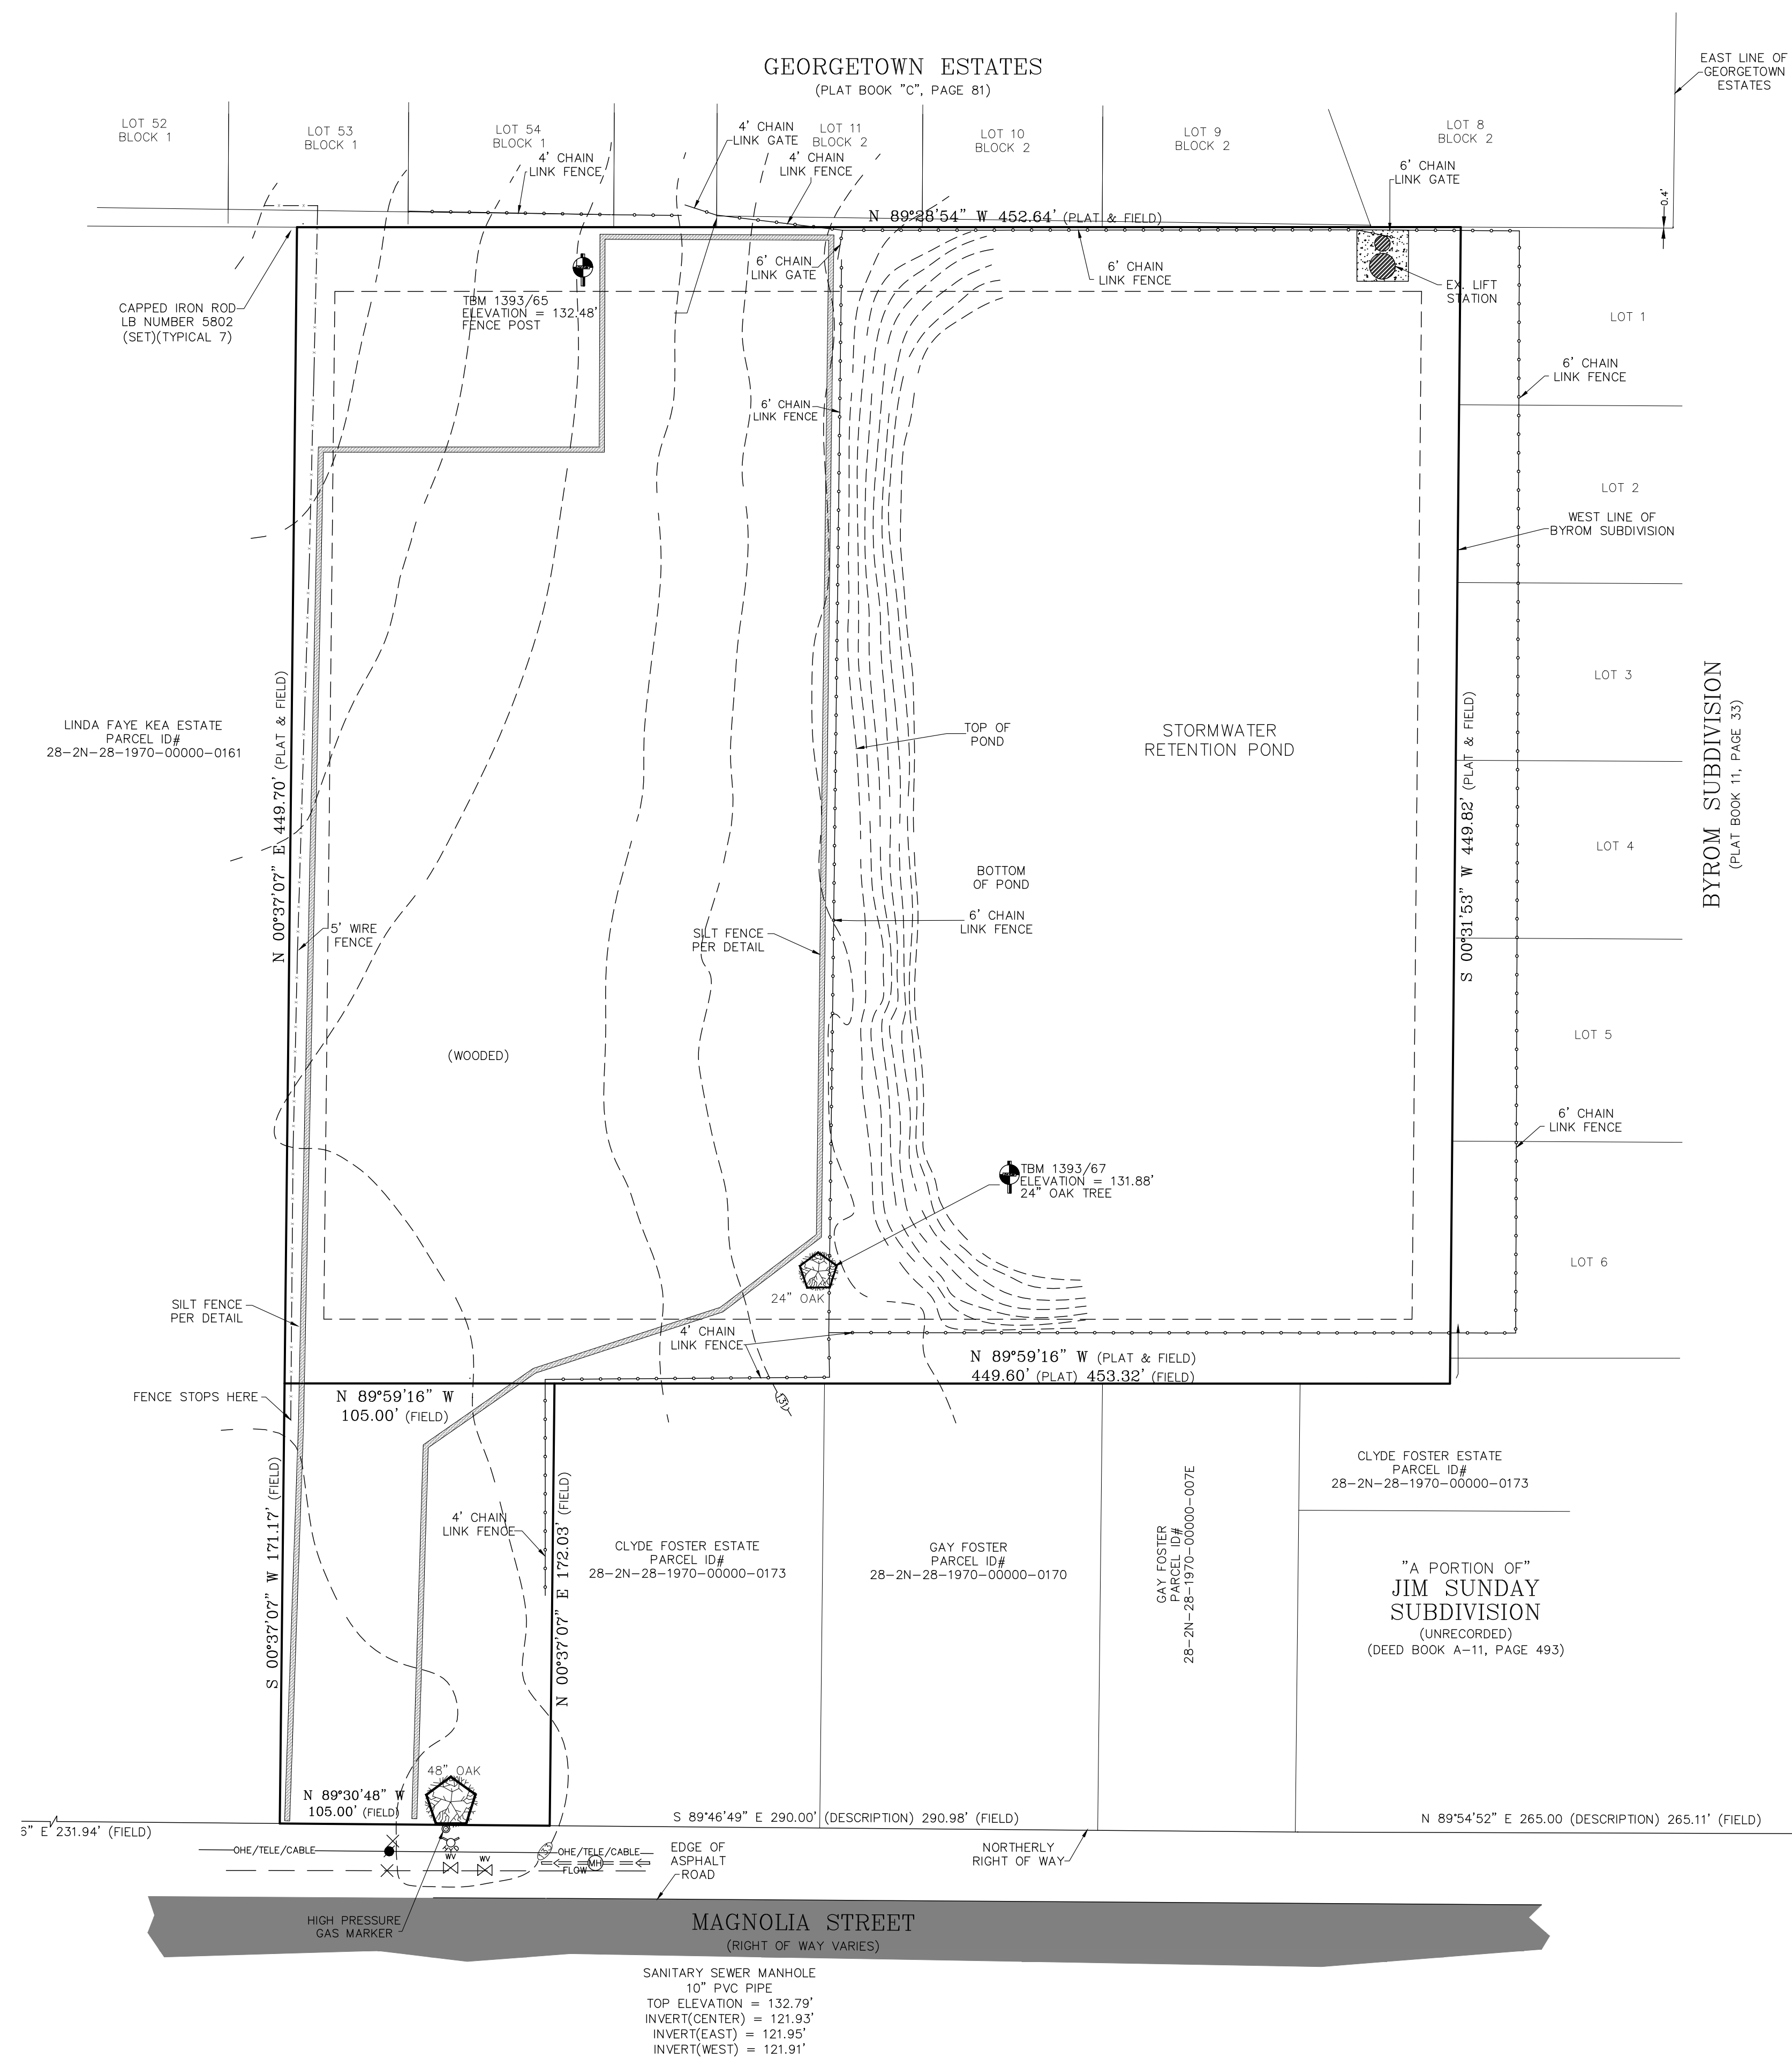 GEORGETOWN ESTATES
(PLAT BOOK "C", PAGE 81)
EAST LINE OF
GEORGETOWN
ESTATES
LOT 52
BLOCK 1
LOT 53
BLOCK 1
LOT 54
BLOCK 1
4' CHAIN
LINK FENCE
4' CHAIN
LINK GATE
LOT 11
BLOCK 2
4' CHAIN
LINK FENCE
LOT 10
BLOCK 2
LOT 9
BLOCK 2
LOT 8
BLOCK 2
6' CHAIN
LINK GATE
0.4'
N 89°28'54" W 452.64' (PLAT & FIELD)
6' CHAIN
LINK GATE
6' CHAIN
LINK FENCE
EX. LIFT
STATION
CAPPED IRON ROD
LB NUMBER 5802
(SET)(TYPICAL 7)
TBM 1393/65
ELEVATION = 132.48'
FENCE POST
LOT 1
6' CHAIN
LINK FENCE
6' CHAIN
LINK FENCE
LOT 2
WEST LINE OF
BYROM SUBDIVISION
LOT 3
LINDA FAYE KEA ESTATE
PARCEL ID#
28-2N-28-1970-00000-0161
N 00°37'07" E 449.70' (PLAT & FIELD)
TOP OF
POND
STORMWATER
RETENTION POND
S 00°31'53" W 449.82' (PLAT & FIELD)
BYROM SUBDIVISION
(PLAT BOOK 11, PAGE 33)
LOT 4
BOTTOM
OF POND
5' WIRE
FENCE
SILT FENCE
PER DETAIL
6' CHAIN
LINK FENCE
LOT 5
(WOODED)
6' CHAIN
LINK FENCE
TBM 1393/67
ELEVATION = 131.88'
24" OAK TREE
LOT 6
24" OAK
SILT FENCE
PER DETAIL
4' CHAIN
LINK FENCE
N 89°59'16" W (PLAT & FIELD)
449.60' (PLAT) 453.32' (FIELD)
FENCE STOPS HERE
N 89°59'16" W
105.00' (FIELD)
131
S 00°37'07" W 171.17' (FIELD)
4' CHAIN
LINK FENCE
N 00°37'07" E 172.03' (FIELD)
CLYDE FOSTER ESTATE
PARCEL ID#
28-2N-28-1970-00000-0173
GAY FOSTER
PARCEL ID#
28-2N-28-1970-00000-0170
GAY FOSTER
PARCEL ID#
28-2N-28-1970-00000-007E
CLYDE FOSTER ESTATE
PARCEL ID#
28-2N-28-1970-00000-0173
"A PORTION OF"
JIM SUNDAY
SUBDIVISION
(UNRECORDED)
(DEED BOOK A-11, PAGE 493)
48" OAK
N 89°30'48" W
105.00' (FIELD)
6" E 231.94' (FIELD)
S 89°46'49" E 290.00' (DESCRIPTION) 290.98' (FIELD)
N 89°54'52" E 265.00 (DESCRIPTION) 265.11' (FIELD)
OHE/TELE/CABLE
WV
WV
OHE/TELE/CABLE
MH
FLOW
EDGE OF
ASPHALT
ROAD
NORTHERLY
RIGHT OF WAY
HIGH PRESSURE
GAS MARKER
MAGNOLIA STREET
(RIGHT OF WAY VARIES)
SANITARY SEWER MANHOLE
10" PVC PIPE
TOP ELEVATION = 132.79'
INVERT(CENTER) = 121.93'
INVERT(EAST) = 121.95'
INVERT(WEST) = 121.91'